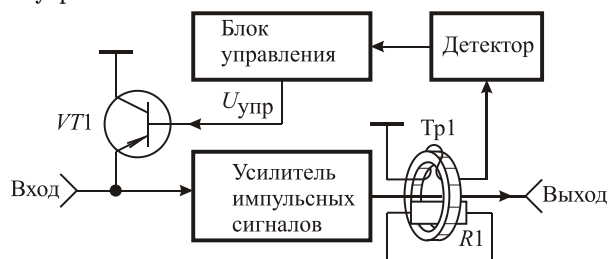 Блок
управления
Детектор
Uупр
VT1
Тр1
Вход
Усилитель
импульсных
сигналов
Выход
R1